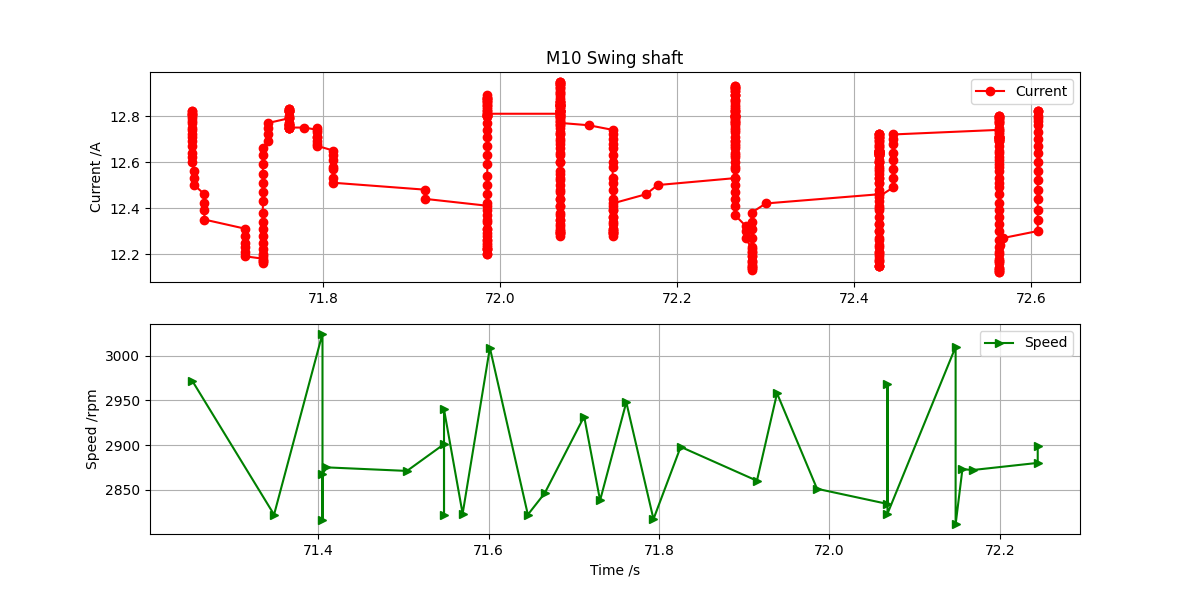 M10 Swing shaft
Current /A
12.8
12.6
12.4
12.2
Current
71.8 72.0 72.2 72.4 72.6
Speed /rpm
3000
2950
2900
2850
Speed
71.4 71.6 71.8 72.0 72.2
Time /s